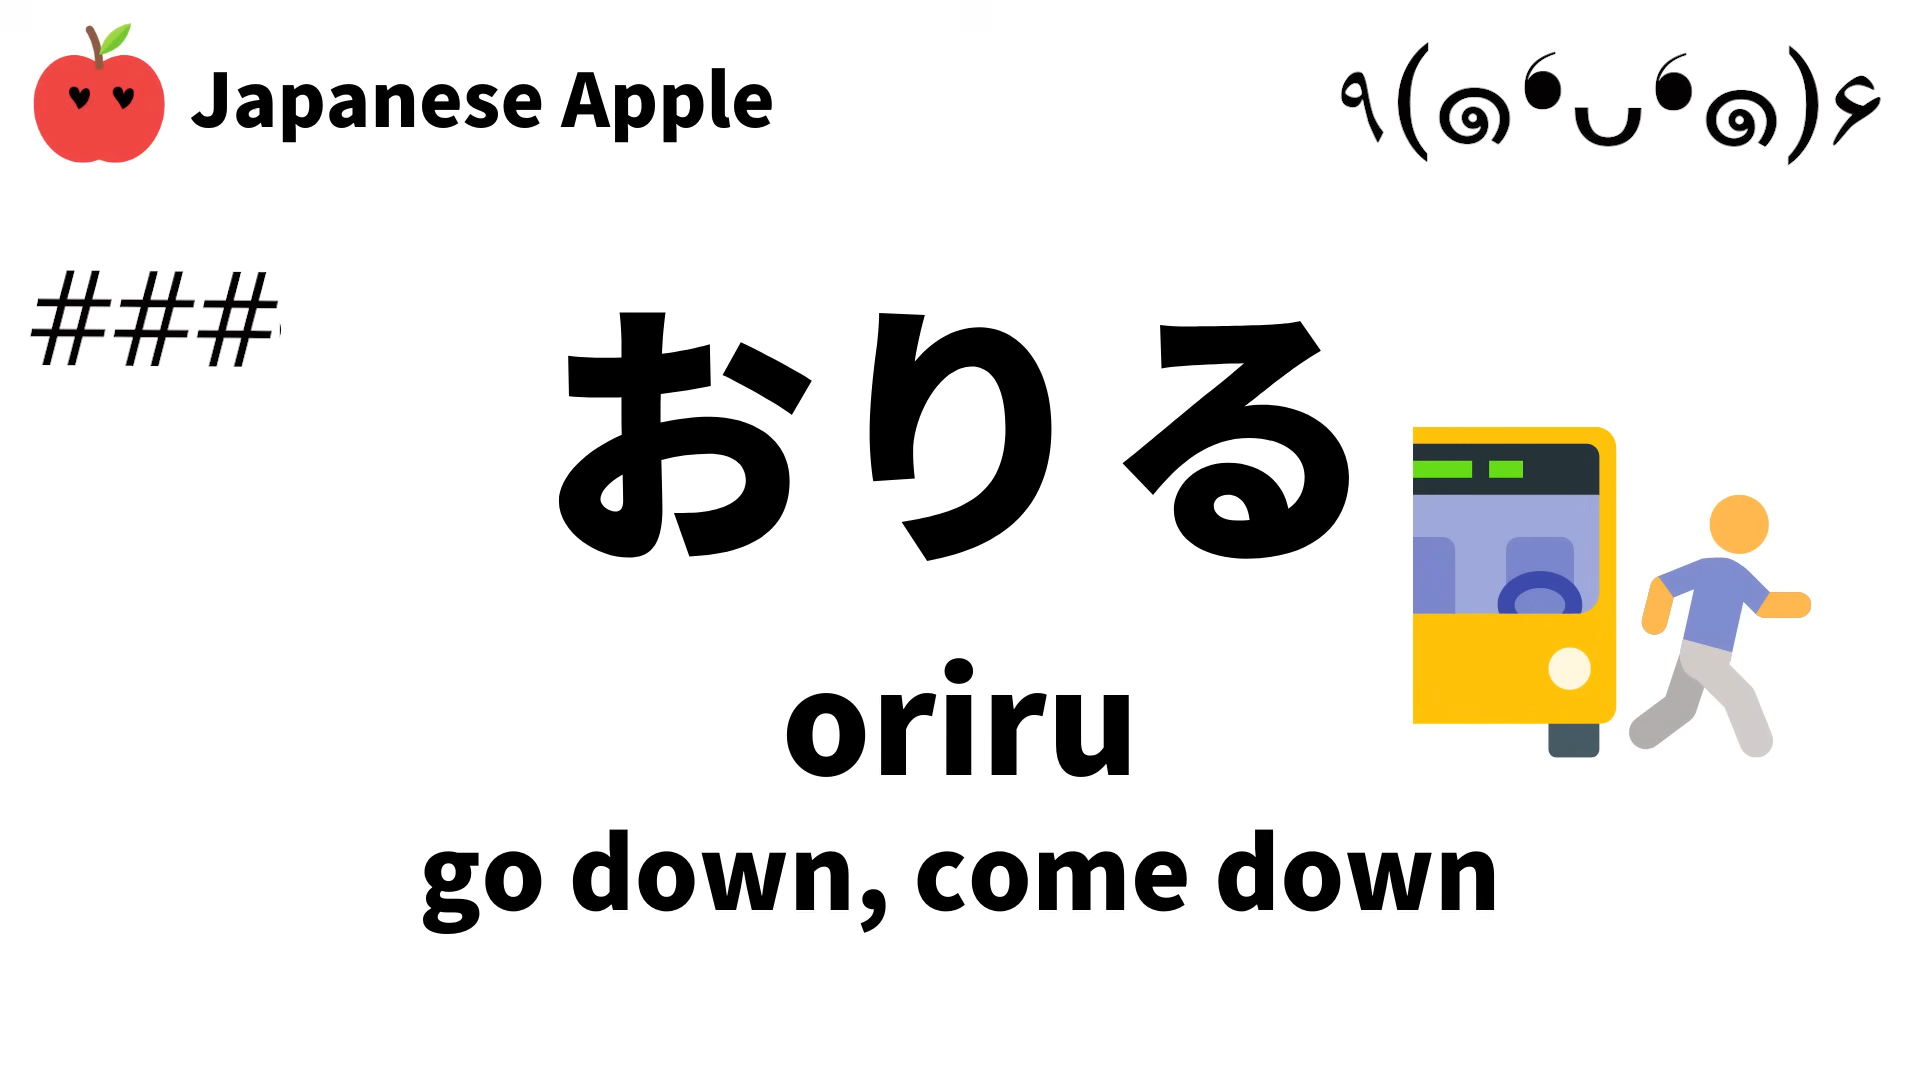 Japanese Apple
٩(๑❛ᴗ❛๑)۶
###
おりる
oriru
go down, come down